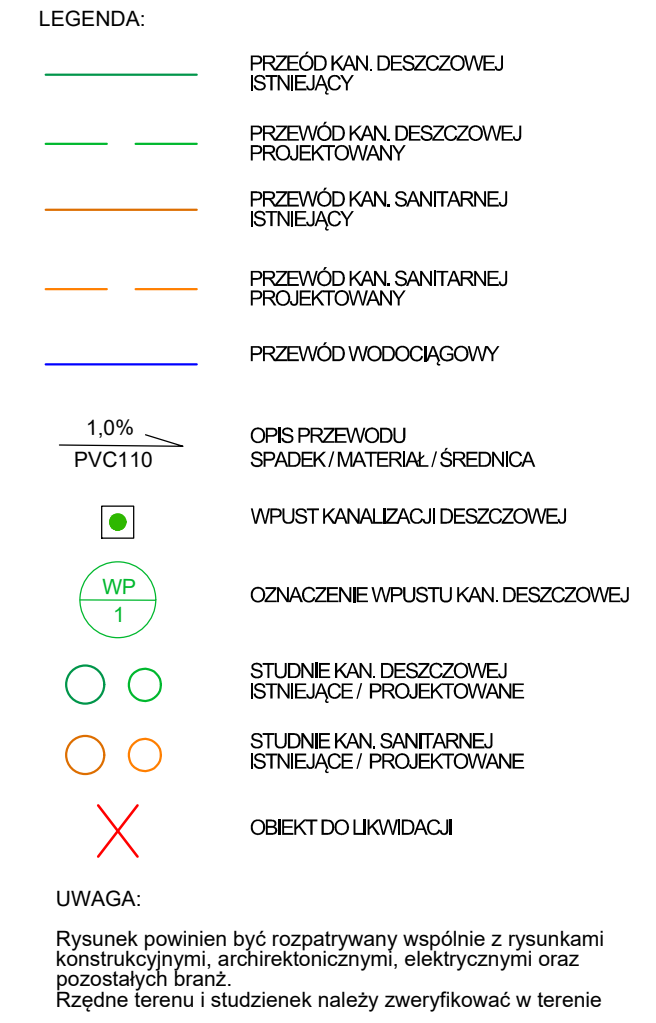 LEGENDA:
PRZEÓD KAN. DESZCZOWEJ
ISTNIEJĄCY
PRZEWÓD KAN. DESZCZOWEJ
PROJEKTOWANY
PRZEWÓD KAN. SANITARNEJ
ISTNIEJĄCY
PRZEWÓD KAN. SANITARNEJ
PROJEKTOWANY
PRZEWÓD WODOCIĄGOWY
1,0%
PVC110
OPIS PRZEWODU
SPADEK / MATERIAŁ / ŚREDNICA
WPUST KANALIZACJI DESZCZOWEJ
WP
1
OZNACZENIE WPUSTU KAN. DESZCZOWEJ
STUDNIE KAN. DESZCZOWEJ
ISTNIEJĄCE / PROJEKTOWANE
STUDNIE KAN. SANITARNEJ
ISTNIEJĄCE / PROJEKTOWANE
OBIEKT DO LIKWIDACJI
UWAGA:
Rysunek powinien być rozpatrywany wspólnie z rysunkami
konstrukcyjnymi, archirektonicznymi, elektrycznymi oraz
pozostałych branż.
Rzędne terenu i studzienek należy zweryfikować w terenie